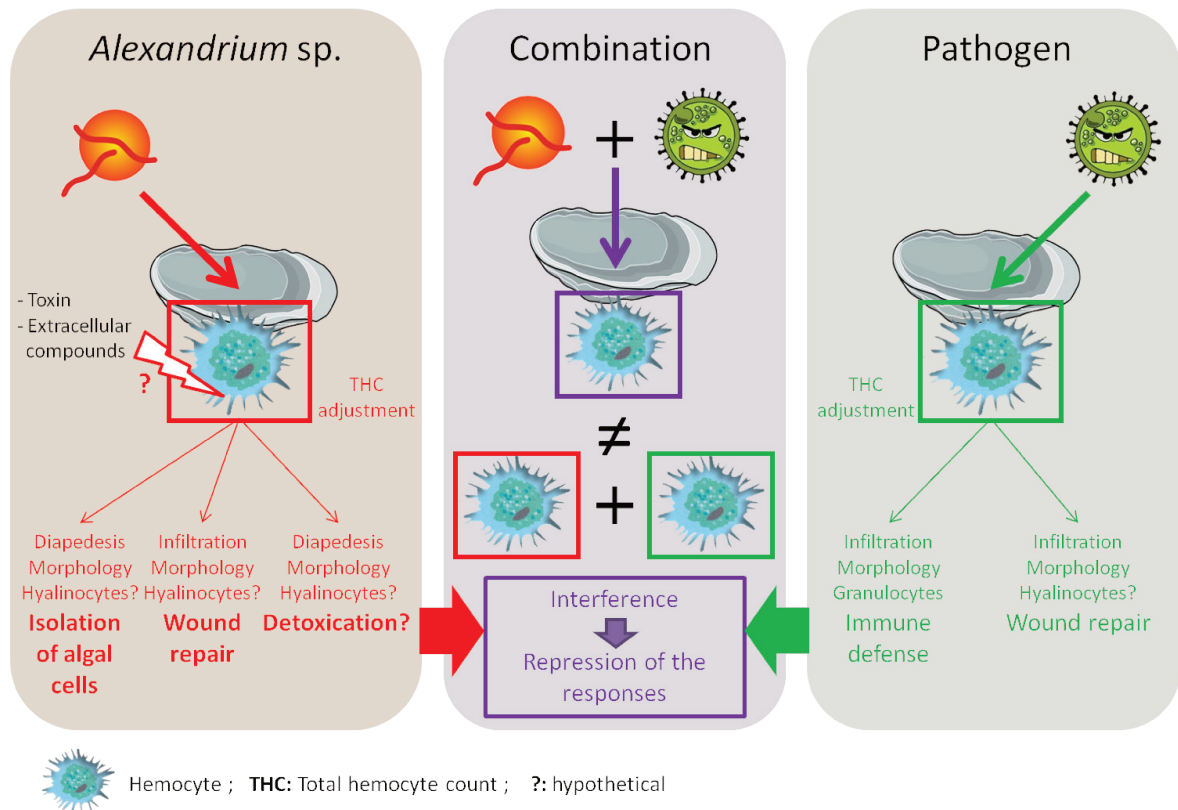 Alexandrium sp.
- Toxin
- Extracellular
compounds
?
THC
adjustment
Diapedesis
Morphology
Hyalinocytes?
Isolation
of algal
cells
Infiltration
Morphology
Hyalinocytes?
Wound
repair
Diapedesis
Morphology
Hyalinocytes?
Detoxication?
Combination
+
≠
+
Interference
Repression of the
responses
Pathogen
THC
adjustment
Infiltration
Morphology
Granulocytes
Immune
defense
Infiltration
Morphology
Hyalinocytes?
Wound repair
Hemocyte ; THC: Total hemocyte count ; ?: hypothetical